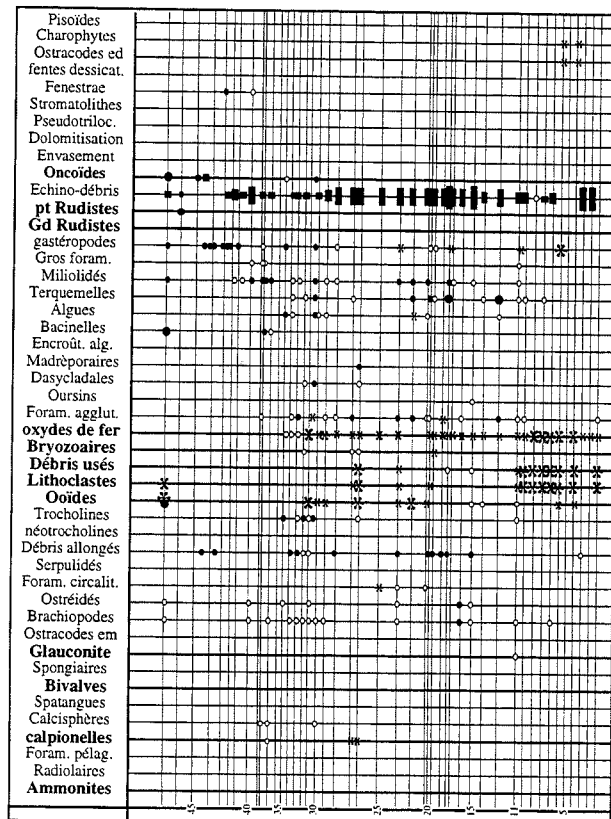 Pisoïdes
Charophytes
Ostracodes ed
fentes dessicat.
Fenestrae
Stromatolithes
Pseudotriloc.
Dolomitisation
Envasement
Oncoïdes
Echino-débris
pt Rudistes
Gd Rudistes
gastéropodes
Gros foram.
Miliolidés
Terquemelles
Algues
Bacinelles
Encroût. alg.
Madrèporaires
Dasycladales
Oursins
Foram. agglut.
oxydes de fer
Bryozoaires
Débris usés
Lithoclastes
Ooïdes
Trocholines
néotrocholines
Débris allongés
Serpulidés
Foram. circalit.
Ostréidés
Brachiopodes
Ostracodes em
Glauconite
Spongiaires
Bivalves
Spatangues
Calcisphères
calpionelles
Foram. pélag.
Radiolaires
Ammonites
45 40 35 30 25 20 15 10 5